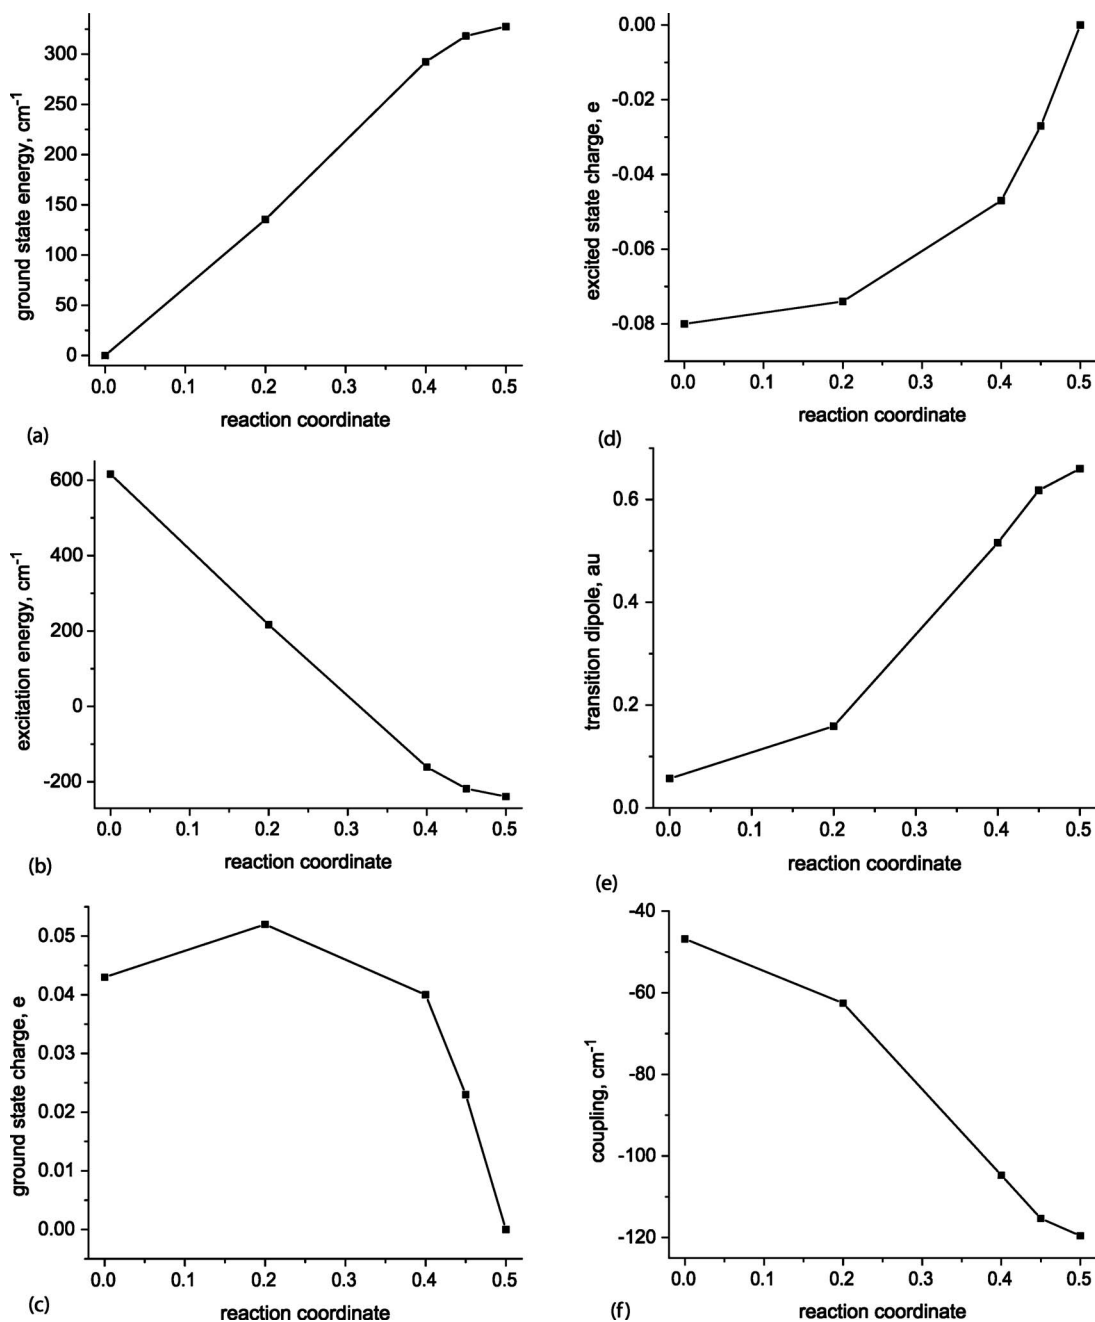 300
250
200
150
100
50
0
ground state energy, cm-1
0.0 0.1 0.2 0.3 0.4 0.5
reaction coordinate
(a)
600
400
200
0
-200
excitation energy, cm-1
0.0 0.1 0.2 0.3 0.4 0.5
reaction coordinate
(b)
0.05
0.04
0.03
0.02
0.01
0.00
ground state charge, e
0.0 0.1 0.2 0.3 0.4 0.5
reaction coordinate
(c)
0.00
-0.02
-0.04
-0.06
-0.08
excited state charge, e
0.0 0.1 0.2 0.3 0.4 0.5
reaction coordinate
(d)
0.6
0.4
0.2
0.0
transition dipole, au
0.0 0.1 0.2 0.3 0.4 0.5
reaction coordinate
(e)
-40
-60
-80
-100
-120
coupling, cm-1
0.0 0.1 0.2 0.3 0.4 0.5
reaction coordinate
(f)